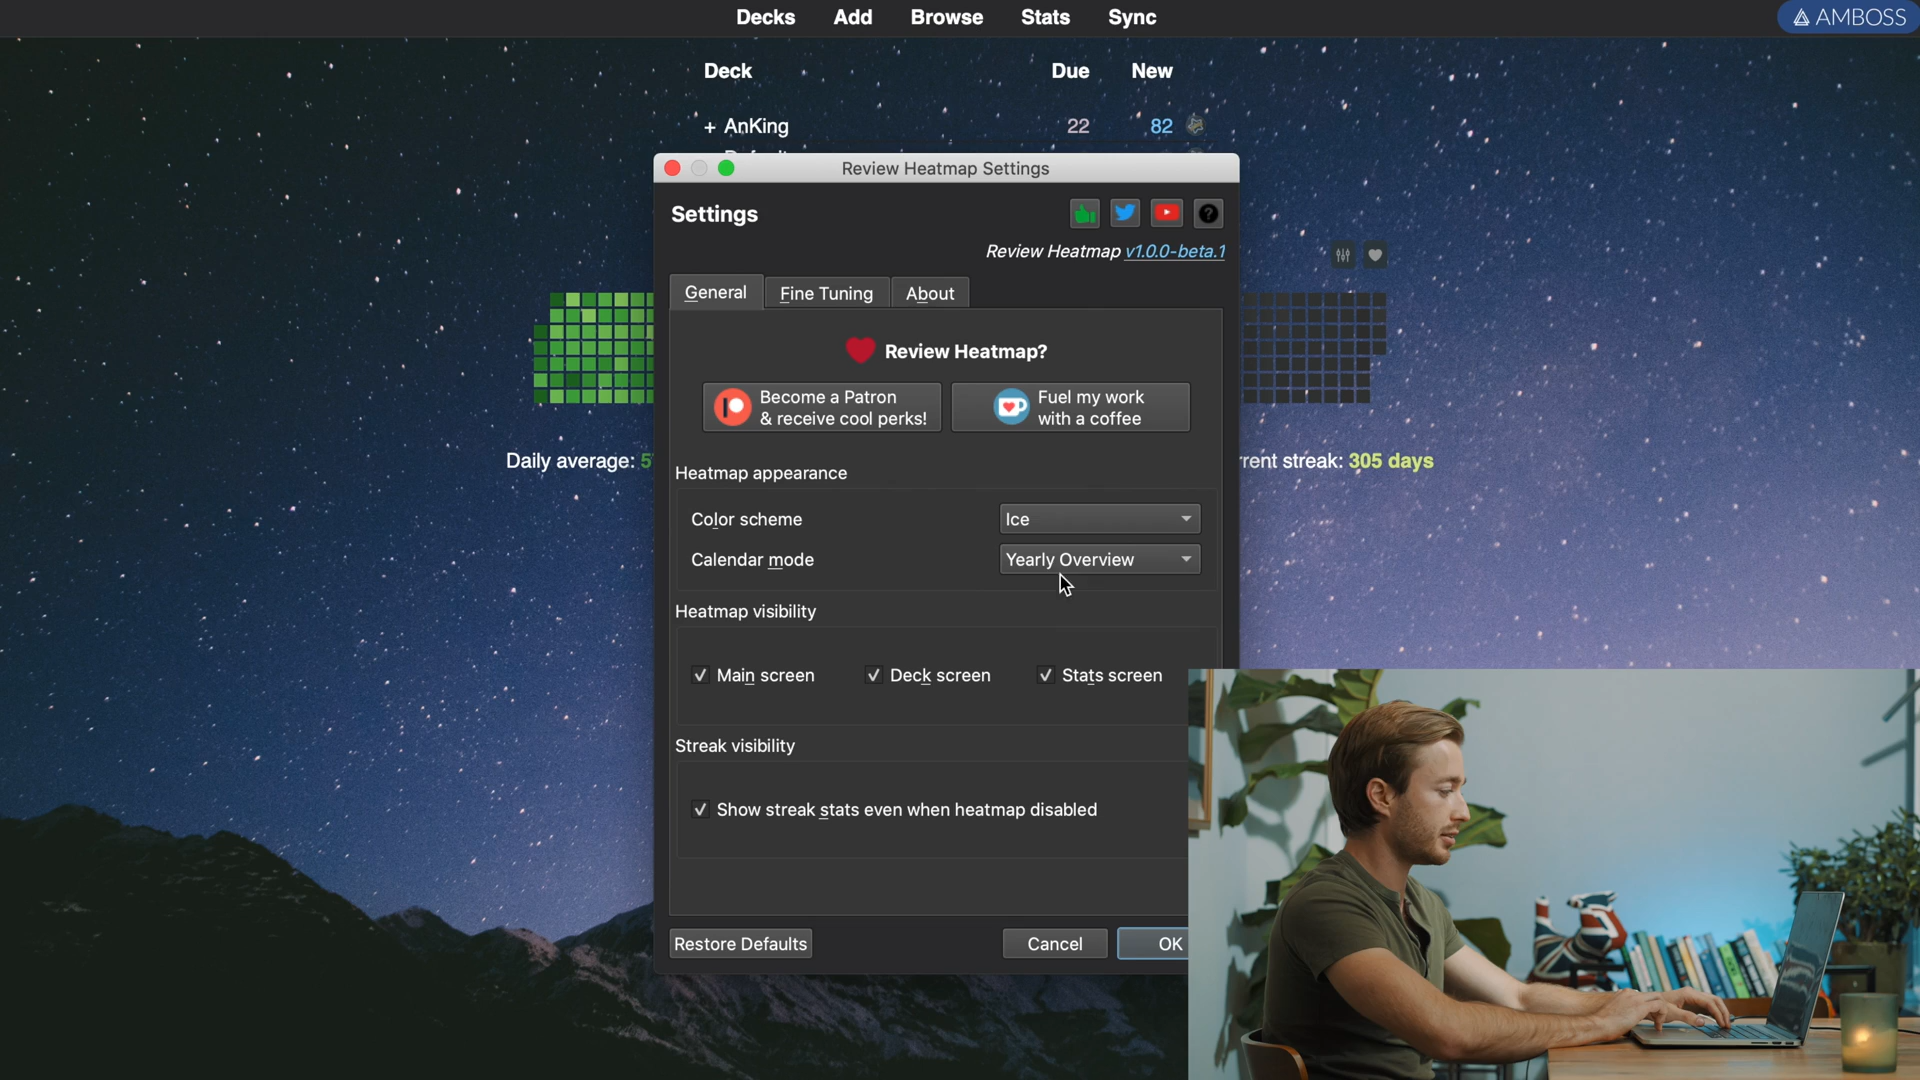 Decks Add Browse Stats Sync
AMBOSS
Deck Due New
+ AnKing 22 82
Review Heatmap Settings
Settings
Review Heatmap v1.0.0-beta.1
General Fine Tuning About
Review Heatmap?
Become a Patron
& receive cool perks!
Fuel my work
with a coffee
Daily average: 5
rrent streak: 305 days
Heatmap appearance
Color scheme Ice
Calendar mode Yearly Overview
Heatmap visibility
✓ Main screen ✓ Deck screen ✓ Stats screen
Streak visibility
✓ Show streak stats even when heatmap disabled
Restore Defaults Cancel OK